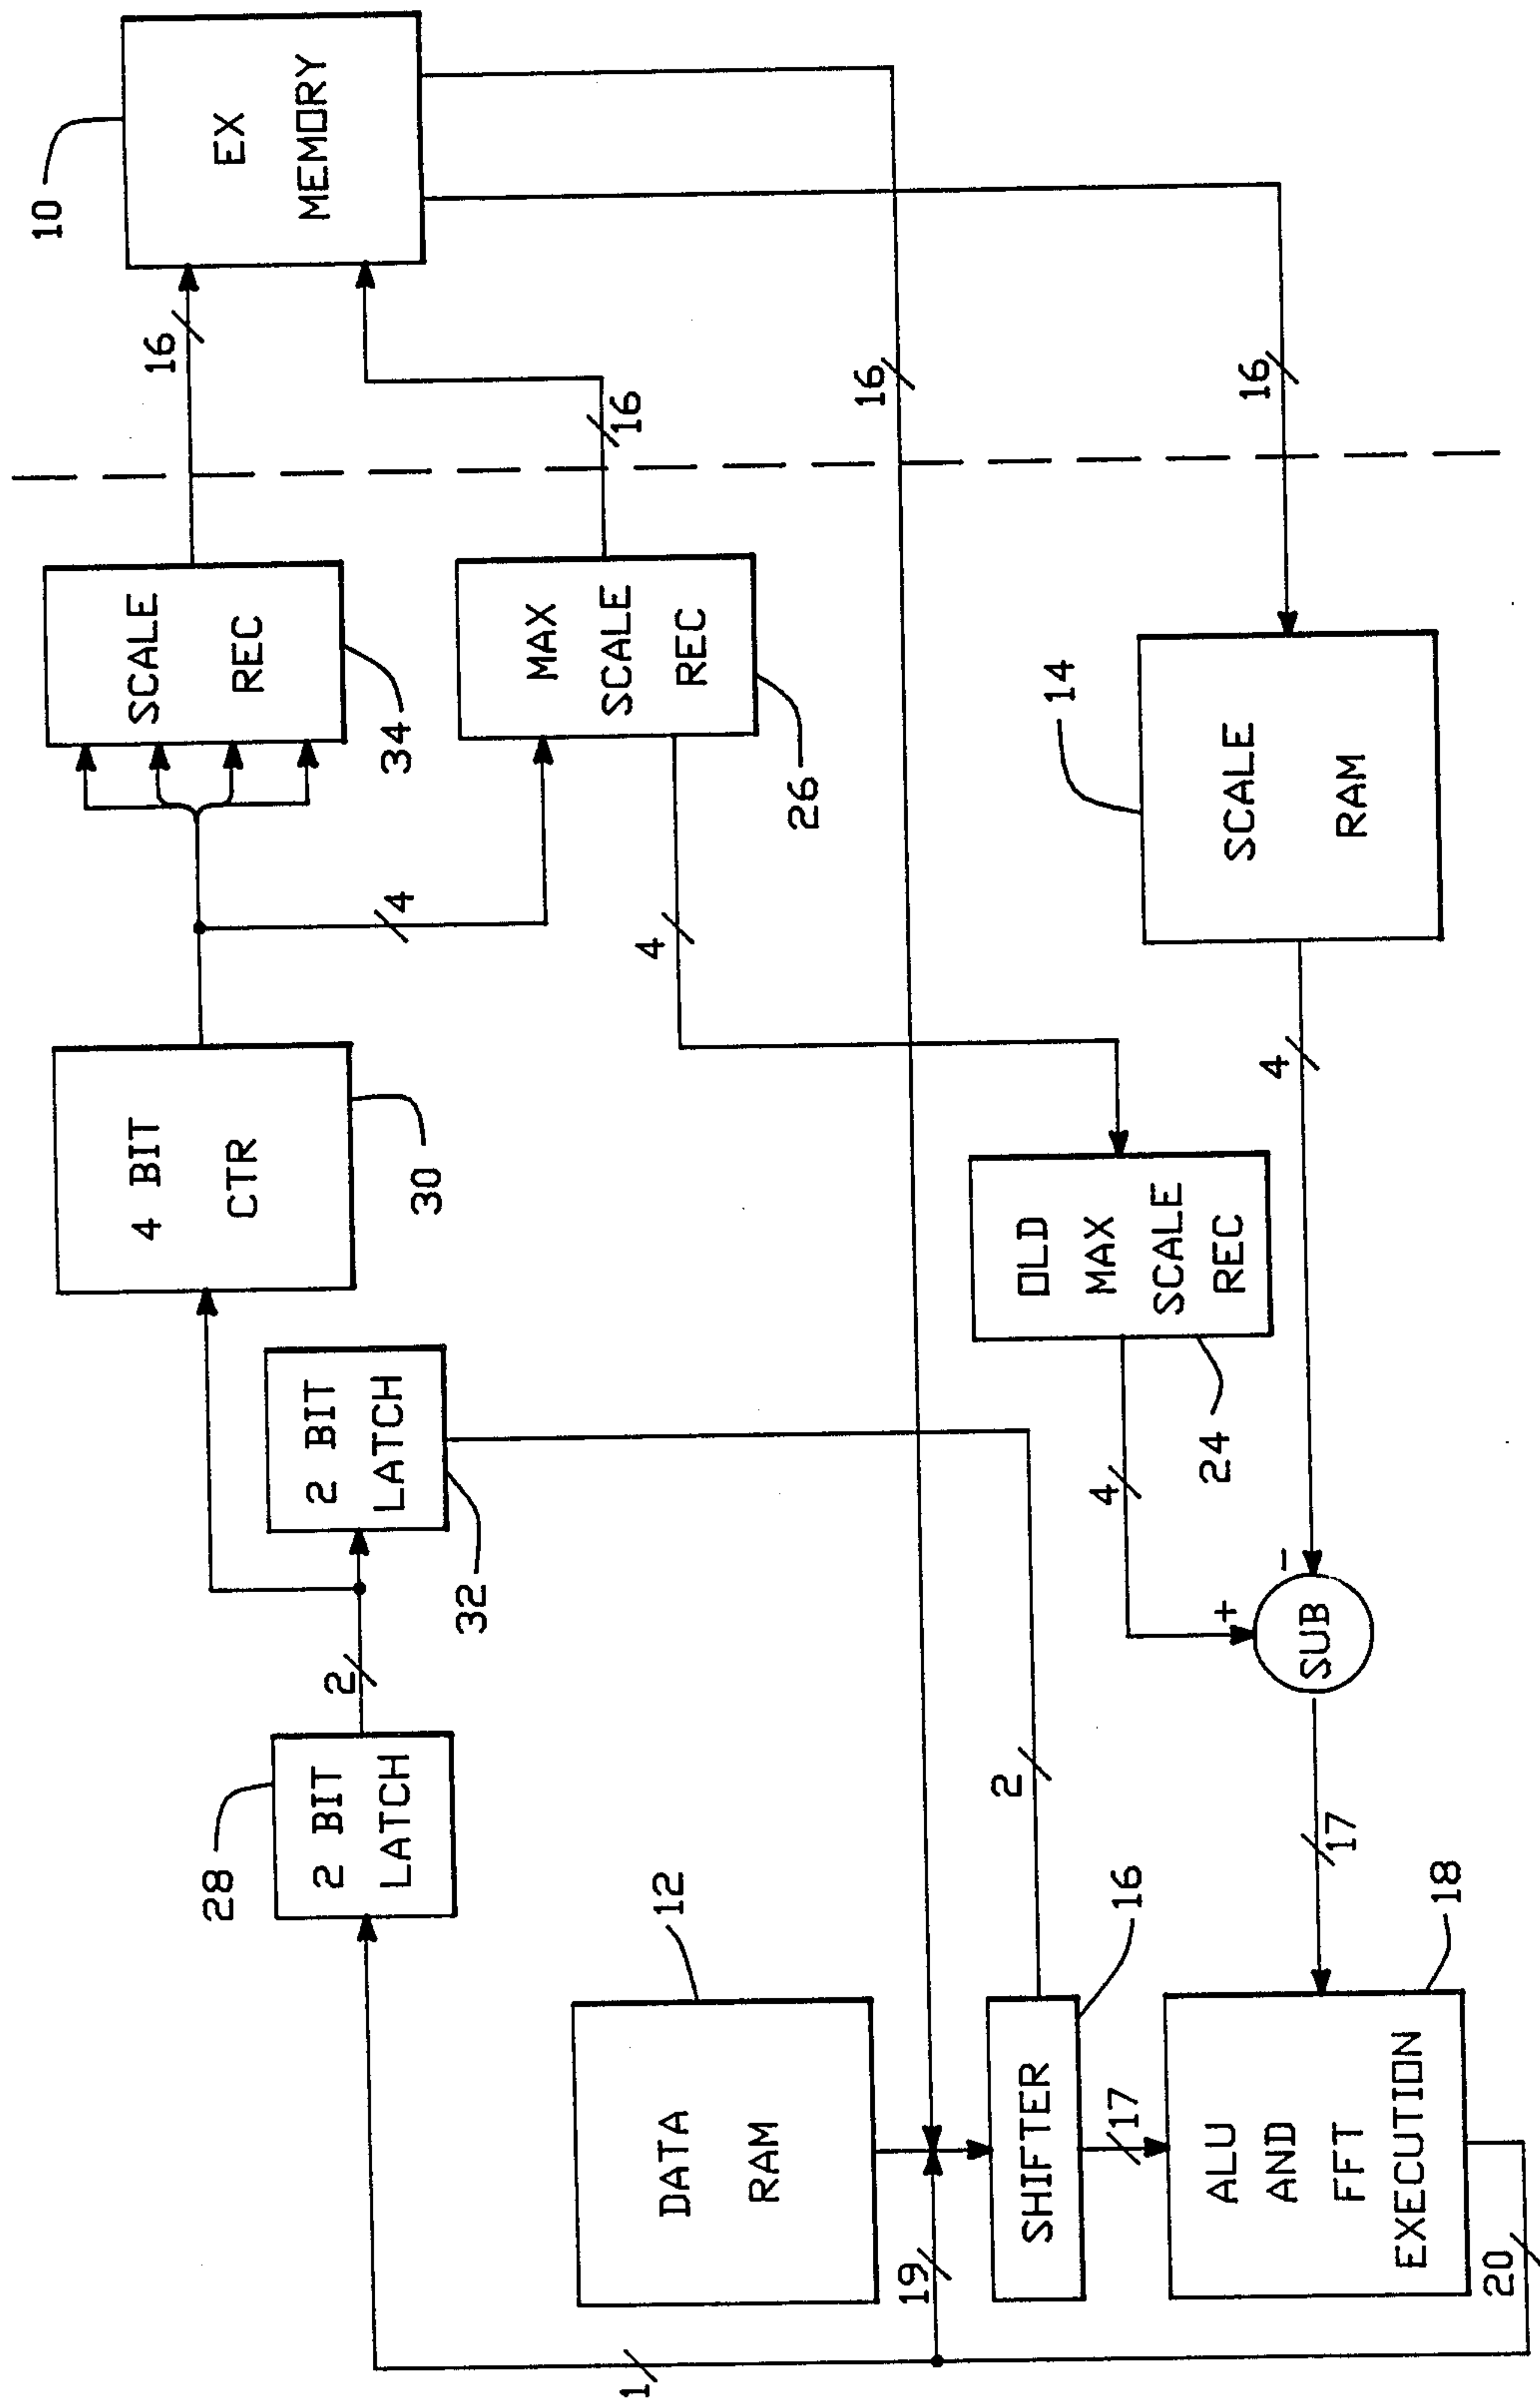 10
EX
MEMORY
16
16
16
16
SCALE
REC
34
MAX
SCALE
REC
26
14
SCALE
RAM
4
4
4
4 BIT
CTR
30
OLD
MAX
SCALE
REC
24
4
2 BIT
LATCH
32
2
+
−
SUB
28
2 BIT
LATCH
2
17
12
DATA
RAM
16
SHIFTER
17
18
ALU
AND
FFT
EXECUTION
19
20
1